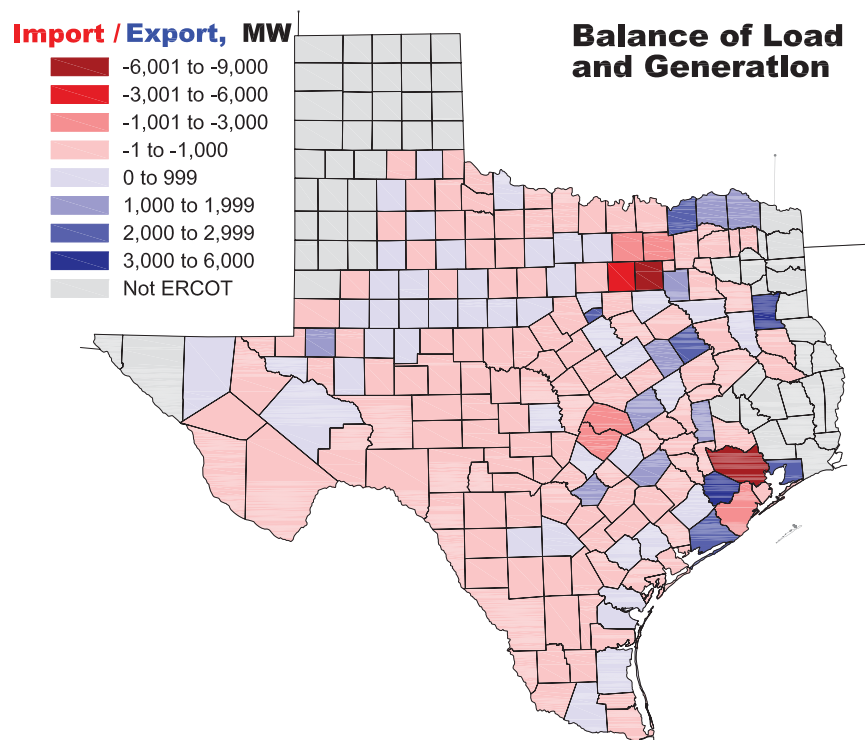 Import / Export, MW
-6,001 to -9,000
-3,001 to -6,000
-1,001 to -3,000
-1 to -1,000
0 to 999
1,000 to 1,999
2,000 to 2,999
3,000 to 6,000
Not ERCOT
Balance of Load
and Generation